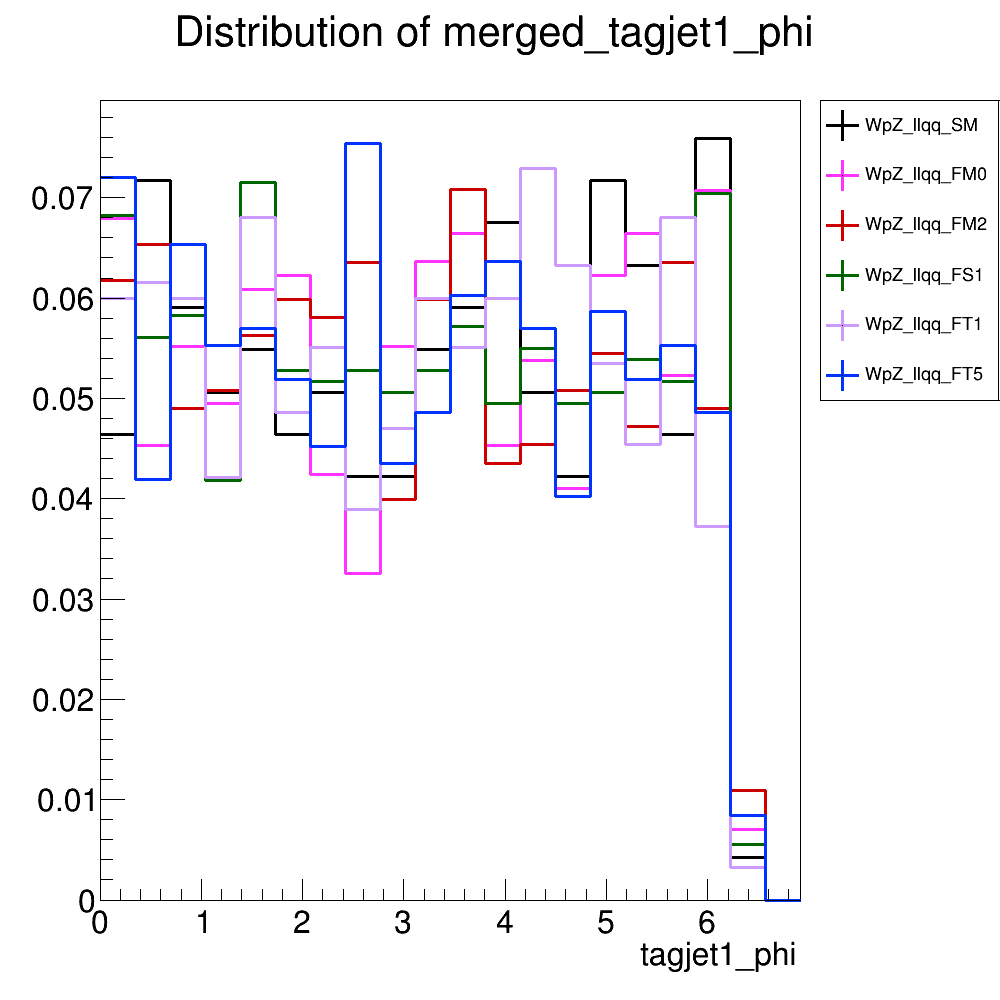 Distribution of merged_tagjet1_phi
WpZ_llqq_SM
WpZ_llqq_FM0
WpZ_llqq_FM2
WpZ_llqq_FS1
WpZ_llqq_FT1
WpZ_llqq_FT5
0.07
0.06
0.05
0.04
0.03
0.02
0.01
0
0 1 2 3 4 5 6
tagjet1_phi